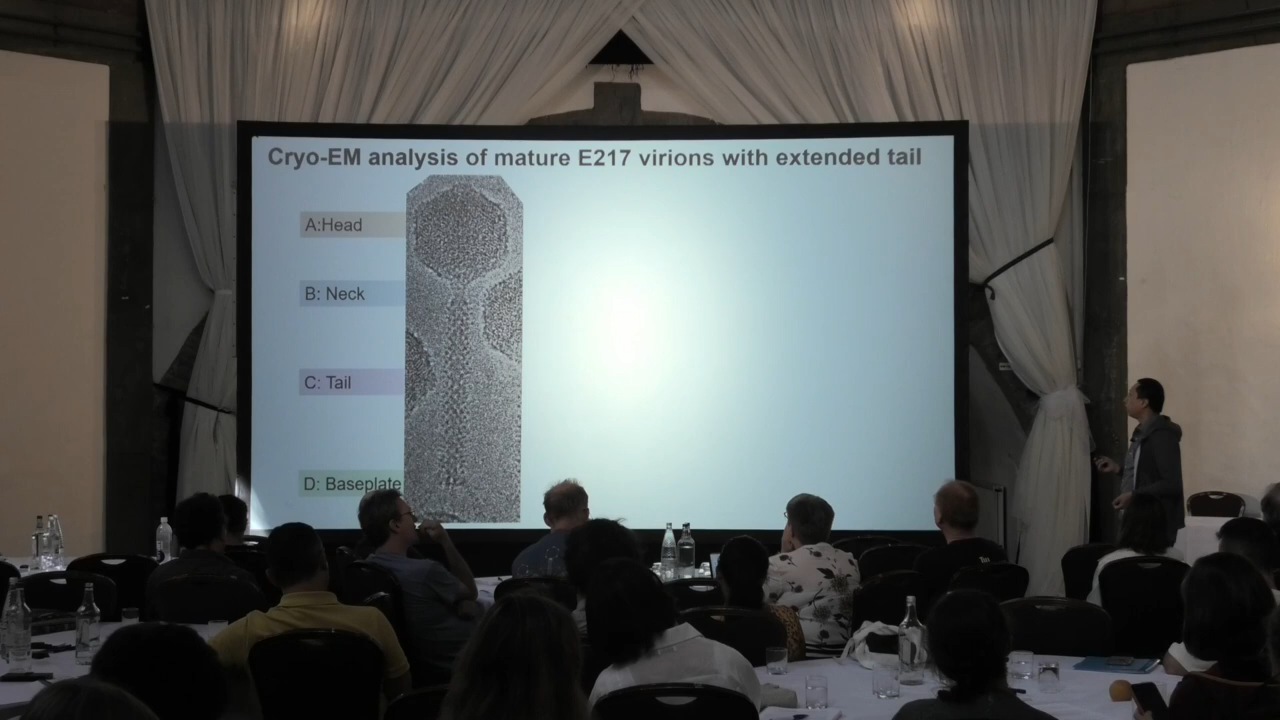 Cryo-EM analysis of mature E217 virions with extended tail
A:Head
B: Neck
C: Tail
D: Baseplate